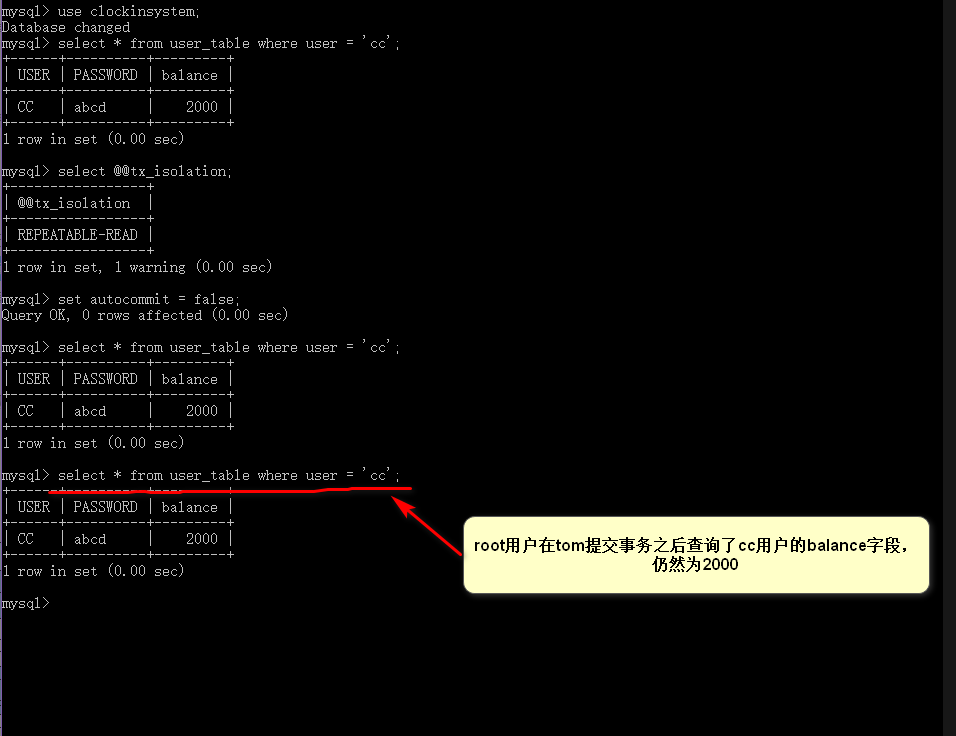 mysql> use clockinsystem;
Database changed
mysql> select * from user_table where user = 'cc';
+------+----------+---------+
| USER | PASSWORD | balance |
+------+----------+---------+
| CC   | abcd     |    2000 |
+------+----------+---------+
1 row in set (0.00 sec)
mysql> select @@tx_isolation;
+-----------------+
| @@tx_isolation  |
+-----------------+
| REPEATABLE-READ |
+-----------------+
1 row in set, 1 warning (0.00 sec)
mysql> set autocommit = false;
Query OK, 0 rows affected (0.00 sec)
mysql> select * from user_table where user = 'cc';
+------+----------+---------+
| USER | PASSWORD | balance |
+------+----------+---------+
| CC   | abcd     |    2000 |
+------+----------+---------+
1 row in set (0.00 sec)
mysql> select * from user_table where user = 'cc';
+------+----------+---------+
| USER | PASSWORD | balance |
+------+----------+---------+
| CC   | abcd     |    2000 |
+------+----------+---------+
1 row in set (0.00 sec)
mysql>
root用户在tom提交事务之后查询了cc用户的balance字段，
仍然为2000